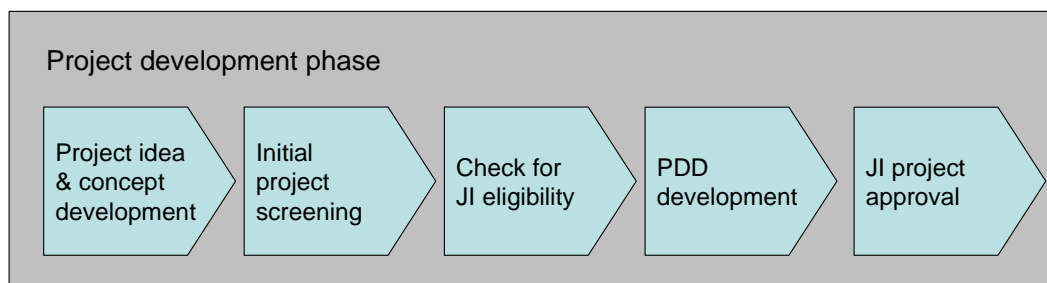 Project development phase
Project idea
& concept
development
Initial
project
screening
Check for
JI eligibility
PDD
development
JI project
approval